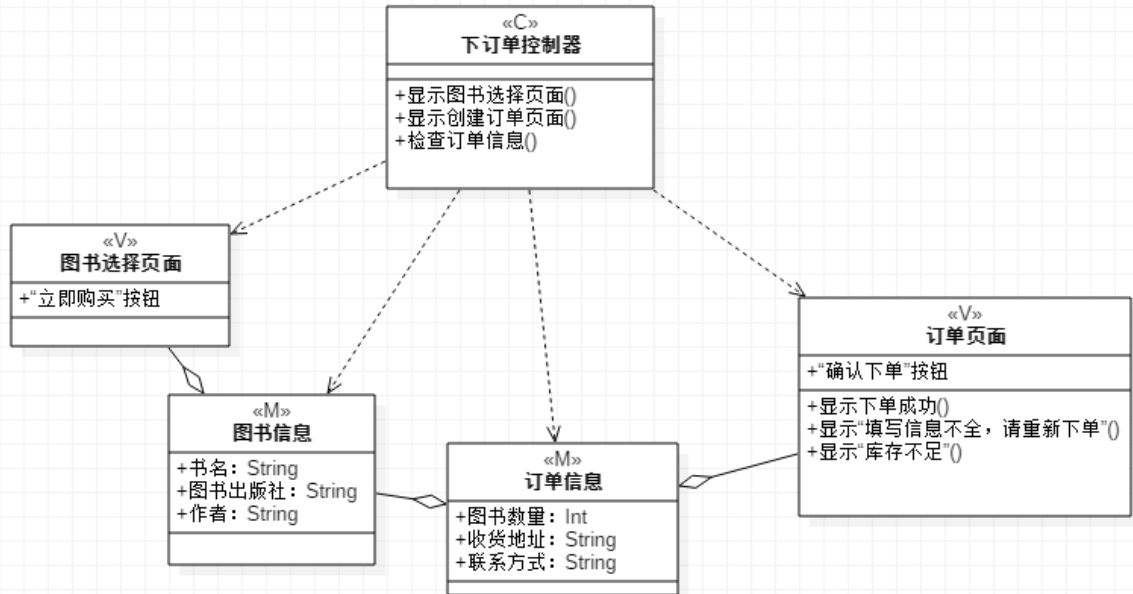 «C»
下订单控制器
+显示图书选择页面()
+显示创建订单页面()
+检查订单信息()
«V»
图书选择页面
+“立即购买”按钮
«M»
图书信息
+书名：String
+图书出版社：String
+作者：String
«M»
订单信息
+图书数量：Int
+收货地址：String
+联系方式：String
«V»
订单页面
+“确认下单”按钮
+显示下单成功()
+显示“填写信息不全，请重新下单”()
+显示“库存不足”()